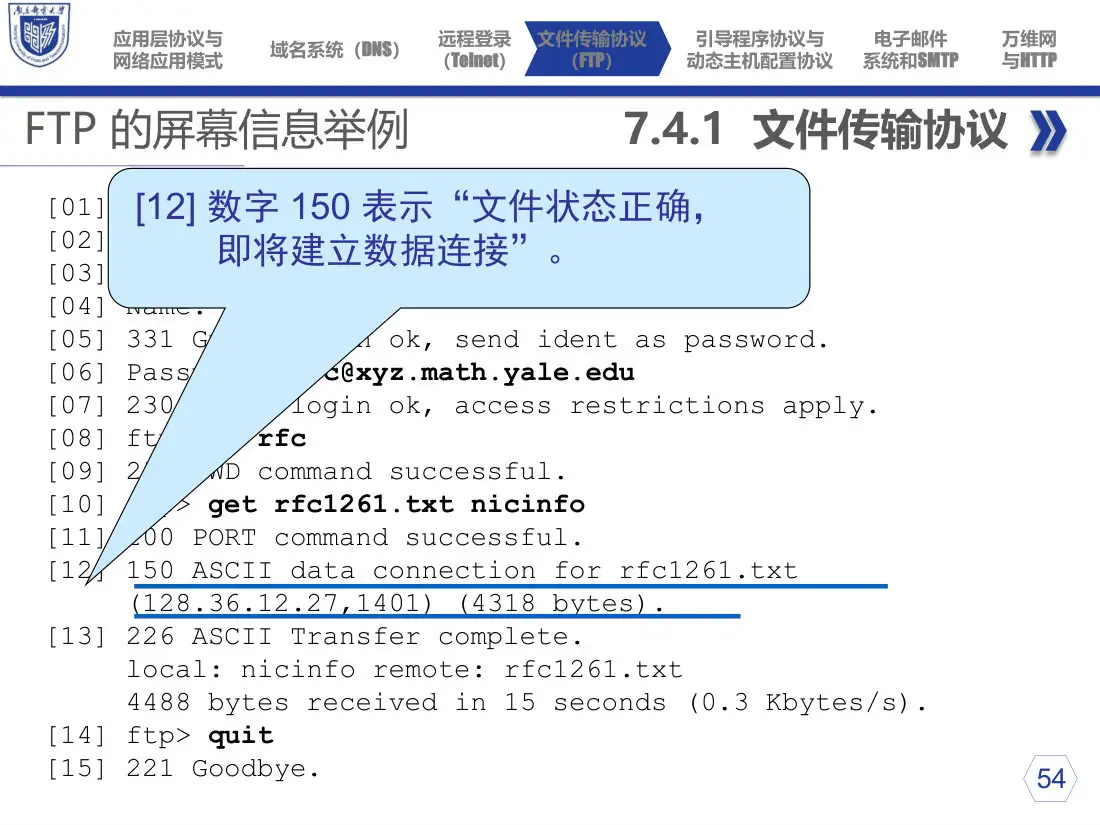 应用层协议与
网络应用模式
域名系统（DNS）
远程登录
（Telnet）
文件传输协议
（FTP）
引导程序协议与
动态主机配置协议
电子邮件
系统和SMTP
万维网
与HTTP
FTP 的屏幕信息举例
7.4.1 文件传输协议
[12] 数字 150 表示“文件状态正确，
即将建立数据连接”。
[01]
[02]
[03]
[04] Name:
[05] 331 G ok, send ident as password.
[06] Pass c@xyz.math.yale.edu
[07] 230 login ok, access restrictions apply.
[08] ft rfc
[09] 2 WD command successful.
[10] > get rfc1261.txt nicinfo
[11] 200 PORT command successful.
[12] 150 ASCII data connection for rfc1261.txt
(128.36.12.27,1401) (4318 bytes).
[13] 226 ASCII Transfer complete.
local: nicinfo remote: rfc1261.txt
4488 bytes received in 15 seconds (0.3 Kbytes/s).
[14] ftp> quit
[15] 221 Goodbye.
54